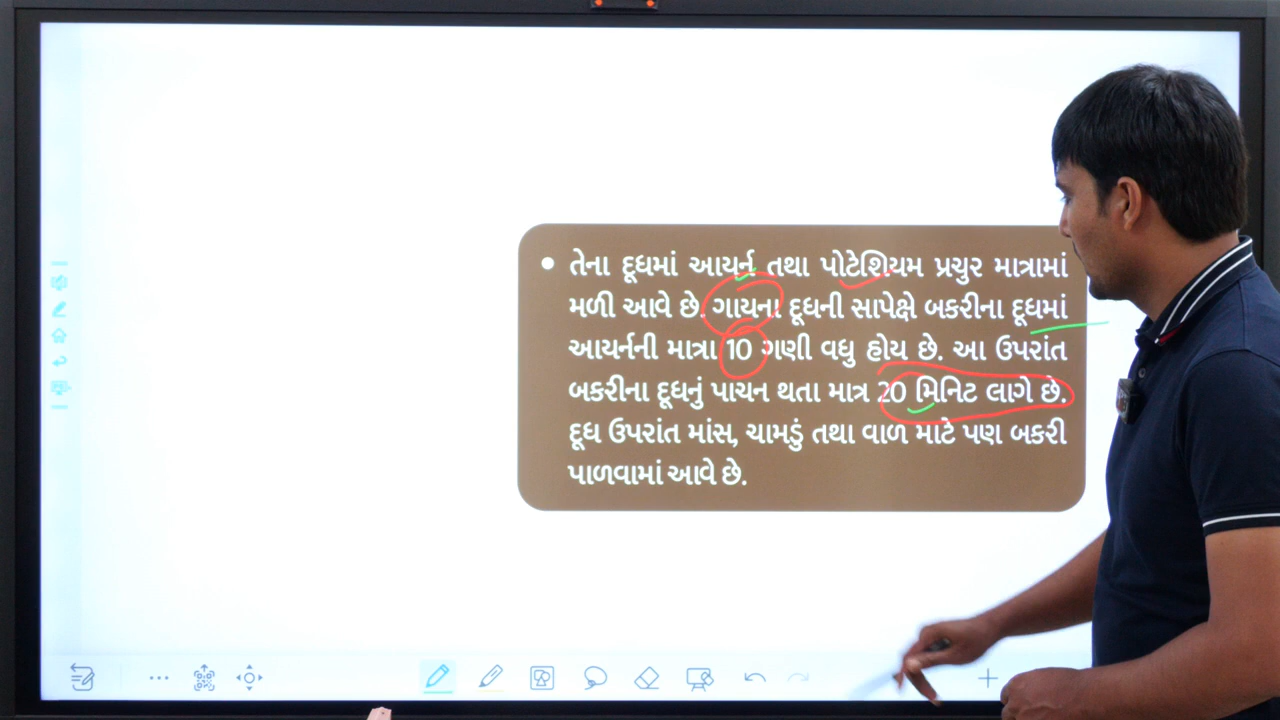 • તેના દૂધમાં આયર્ન તથા પોટેશિયમ પ્રચુર માત્રામાં
મળી આવે છે. ગાયના દૂધની સાપેક્ષે બકરીના દૂધમાં
આયર્નની માત્રા 10 ગણી વધુ હોય છે. આ ઉપરાંત
બકરીના દૂધનું પાચન થતા માત્ર 20 મિનિટ લાગે છે.
દૂધ ઉપરાંત માંસ, ચામડું તથા વાળ માટે પણ બકરી
પાળવામાં આવે છે.